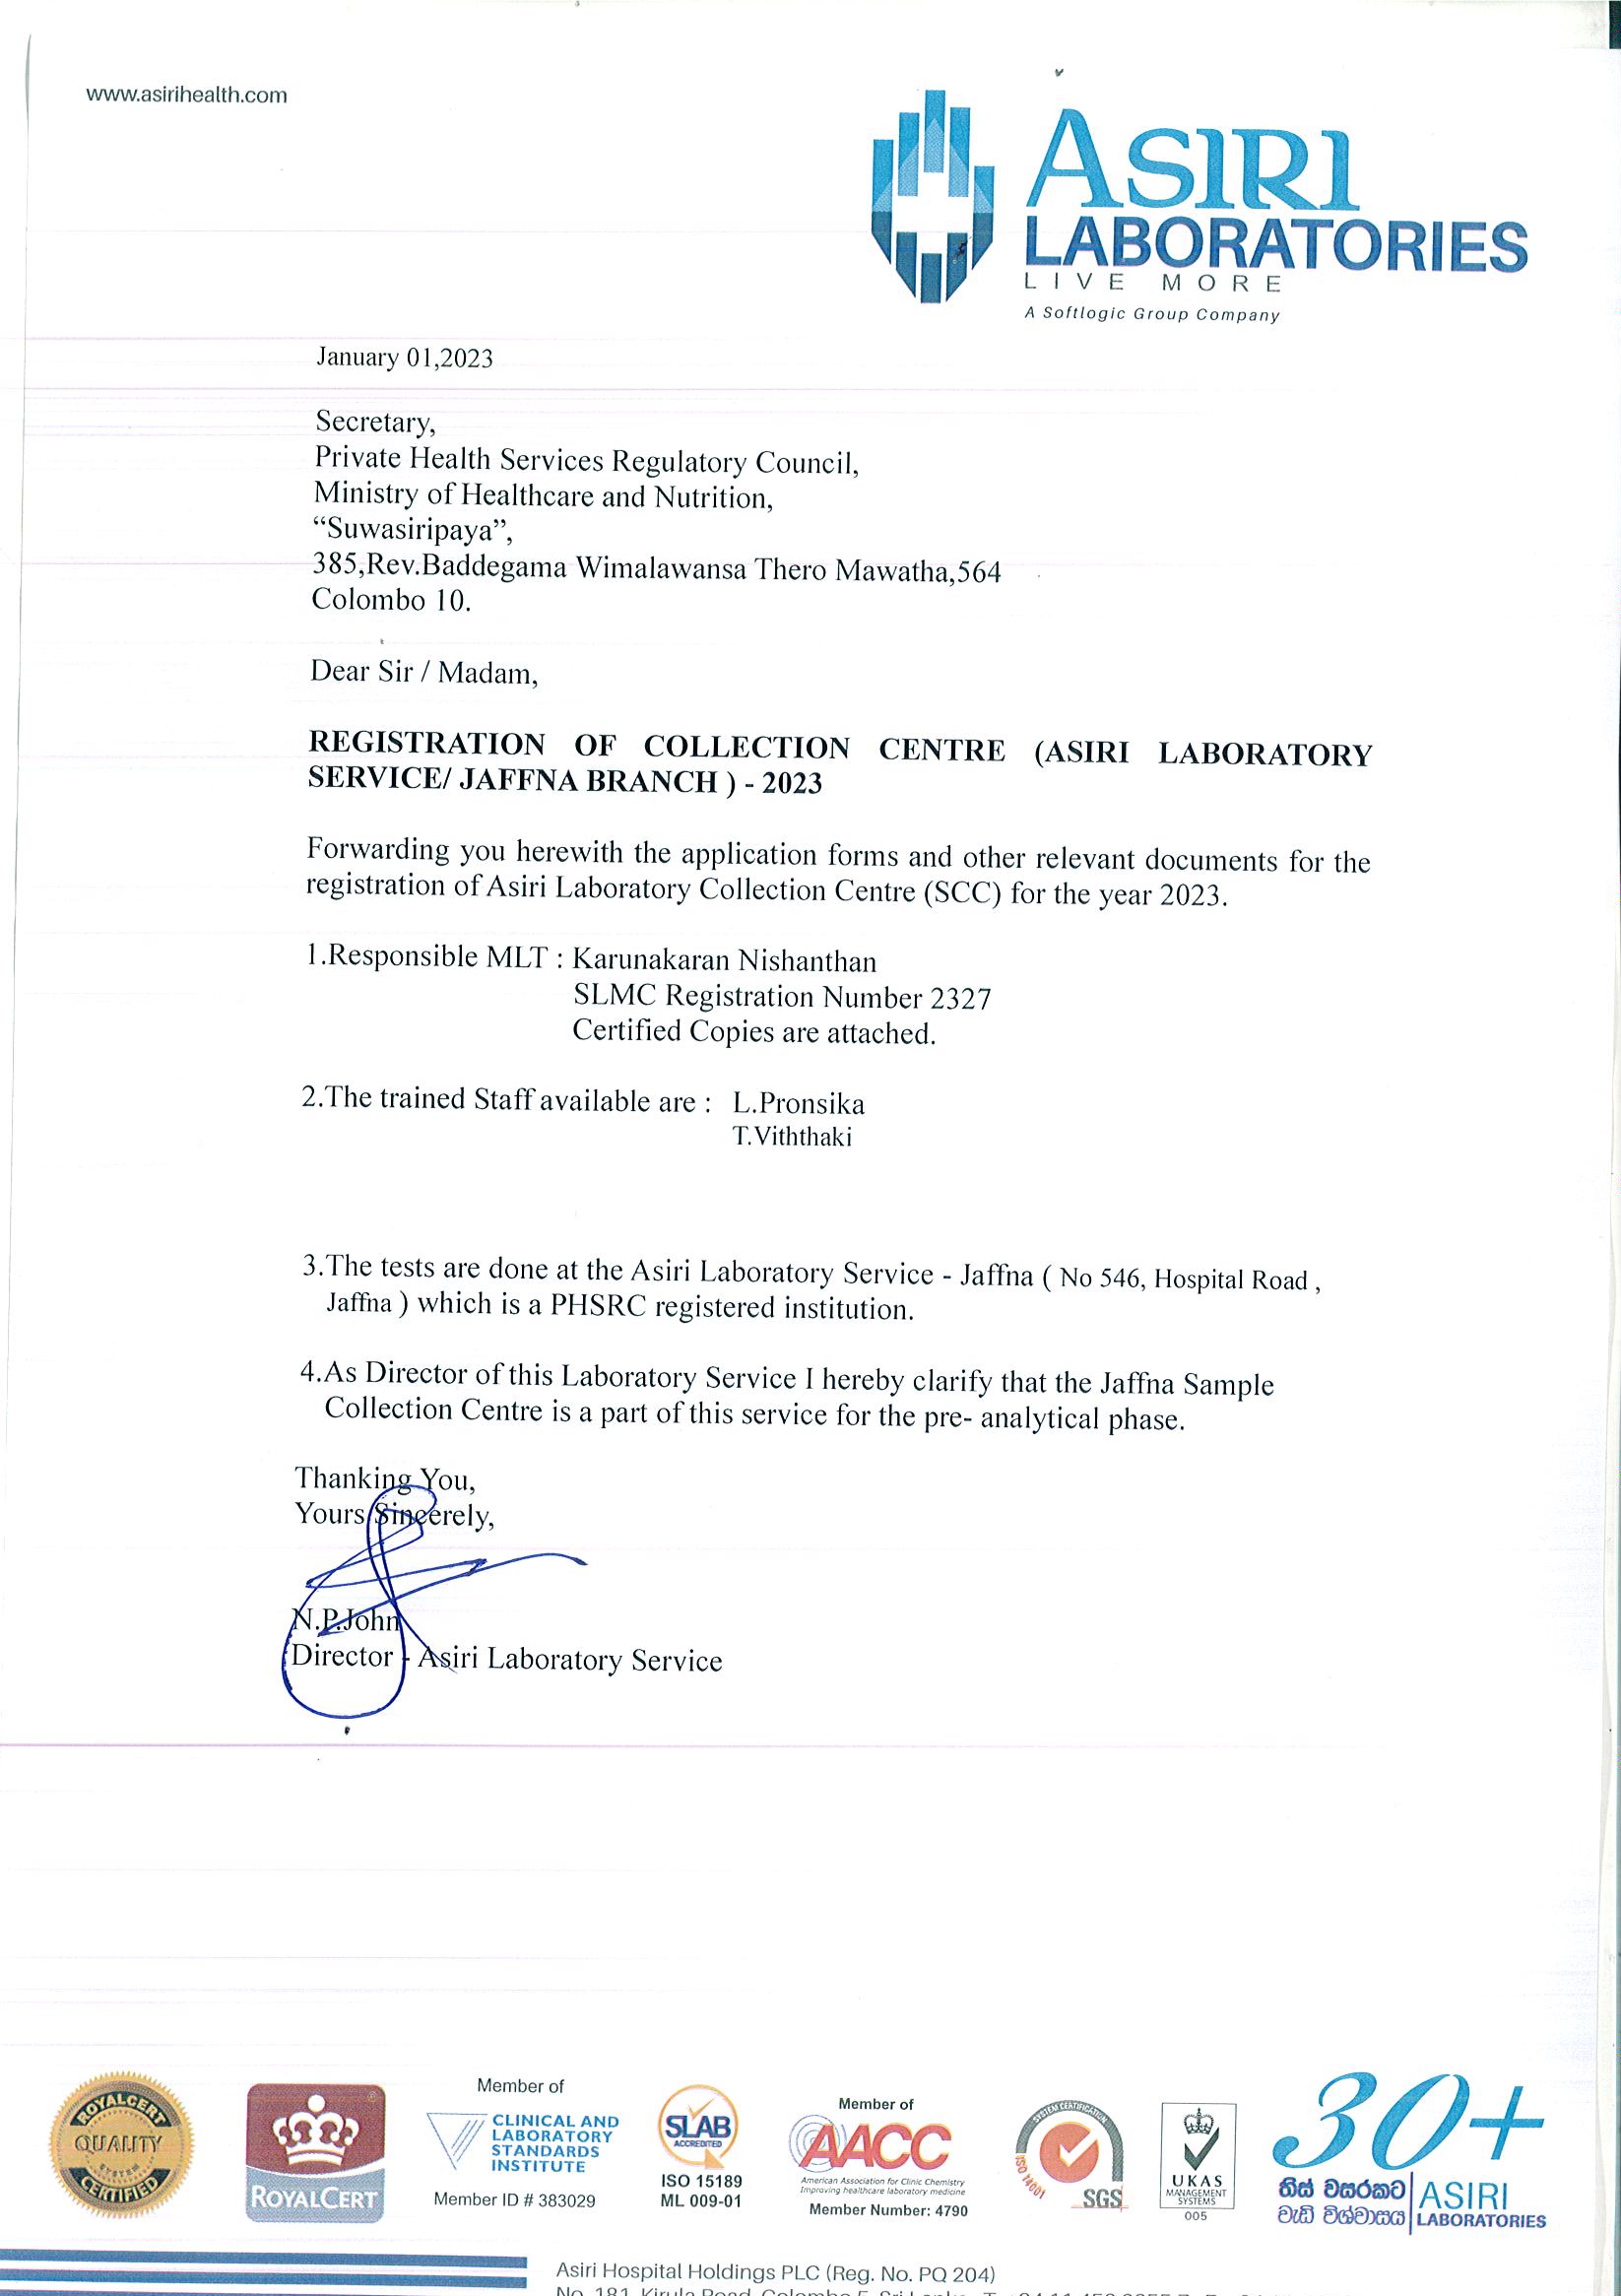 www.asirihealth.com
ASIRI
LABORATORIES
LIVE MORE
A Softlogic Group Company
January 01,2023
Secretary,
Private Health Services Regulatory Council,
Ministry of Healthcare and Nutrition,
“Suwasiripaya”,
385,Rev.Baddegama Wimalawansa Thero Mawatha,564
Colombo 10.
Dear Sir / Madam,
REGISTRATION OF COLLECTION CENTRE (ASIRI LABORATORY
SERVICE/ JAFFNA BRANCH ) - 2023
Forwarding you herewith the application forms and other relevant documents for the
registration of Asiri Laboratory Collection Centre (SCC) for the year 2023.
1.Responsible MLT : Karunakaran Nishanthan
SLMC Registration Number 2327
Certified Copies are attached.
2.The trained Staff available are : L.Pronsika
T.Viththaki
3.The tests are done at the Asiri Laboratory Service - Jaffna ( No 546, Hospital Road ,
Jaffna ) which is a PHSRC registered institution.
4.As Director of this Laboratory Service I hereby clarify that the Jaffna Sample
Collection Centre is a part of this service for the pre- analytical phase.
Thanking You,
Yours Sincerely,
N.P.John
Director - Asiri Laboratory Service
ROYALCERT
QUALITY
SYSTEM
CERTIFIED
ROYALCERT
Member of
CLINICAL AND
LABORATORY
STANDARDS
INSTITUTE
Member ID # 383029
SLAB
ACCREDITED
ISO 15189
ML 009-01
Member of
AACC
American Association for Clinic Chemistry
Improving healthcare laboratory medicine
Member Number: 4790
SYSTEM CERTIFICATION
ISO 14001
SGS
UKAS
MANAGEMENT
SYSTEMS
005
30+
තිස් වසරකට
වැඩි විශ්වාසය
ASIRI
LABORATORIES
Asiri Hospital Holdings PLC (Reg. No. PQ 204)
No. 181, Kirula Road, Colombo 5, Sri Lanka.